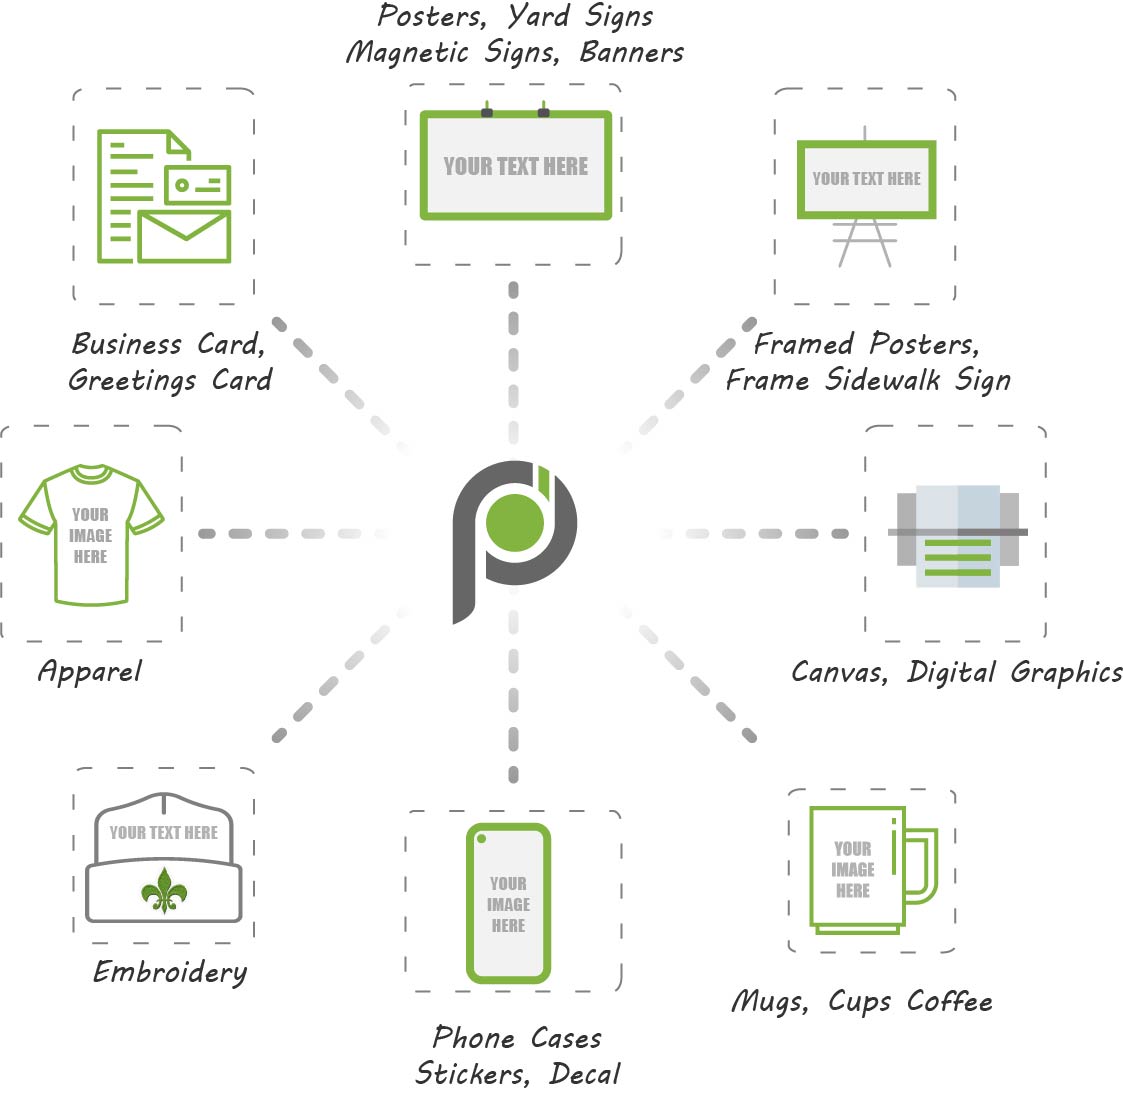 Posters, Yard Signs
Magnetic Signs, Banners
YOUR TEXT HERE
YOUR TEXT HERE
Business Card,
Greetings Card
Framed Posters,
Frame Sidewalk Sign
YOUR
IMAGE
HERE
Apparel
Canvas, Digital Graphics
YOUR TEXT HERE
Embroidery
YOUR
IMAGE
HERE
Phone Cases
Stickers, Decal
YOUR
IMAGE
HERE
Mugs, Cups Coffee